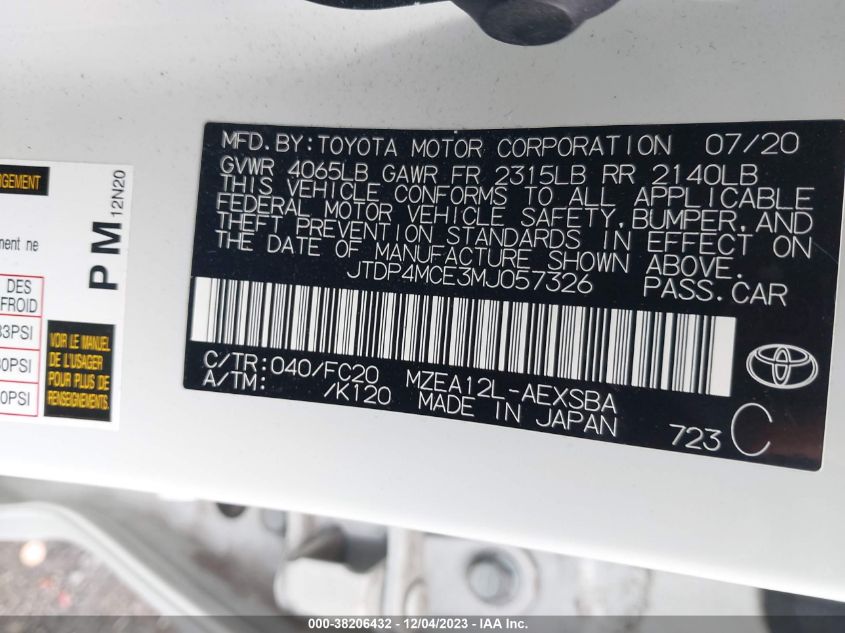 MFD.BY:TOYOTA MOTOR CORPORATION 07/20
GVWR 4065LB GAWR FR 2315LB RR 2140LB
THIS VEHICLE CONFORMS TO ALL APPLICABLE
FEDERAL MOTOR VEHICLE SAFETY,BUMPER,AND
THEFT PREVENTION STANDARDS IN EFFECT ON
THE DATE OF MANUFACTURE SHOWN ABOVE.
JTDP4MCE3MJ057326 PASS.CAR
C/TR:040/FC20 MZEA12L-AEXSBA
A/TM: /K120 MADE IN JAPAN
723 C
PM
12N20
ment ne
DES
VOIR LE MANUEL
DE L'USAGER
POUR PLUS DE
RENSEIGNEMENTS
000-38206432 - 12/04/2023 - IAA Inc.